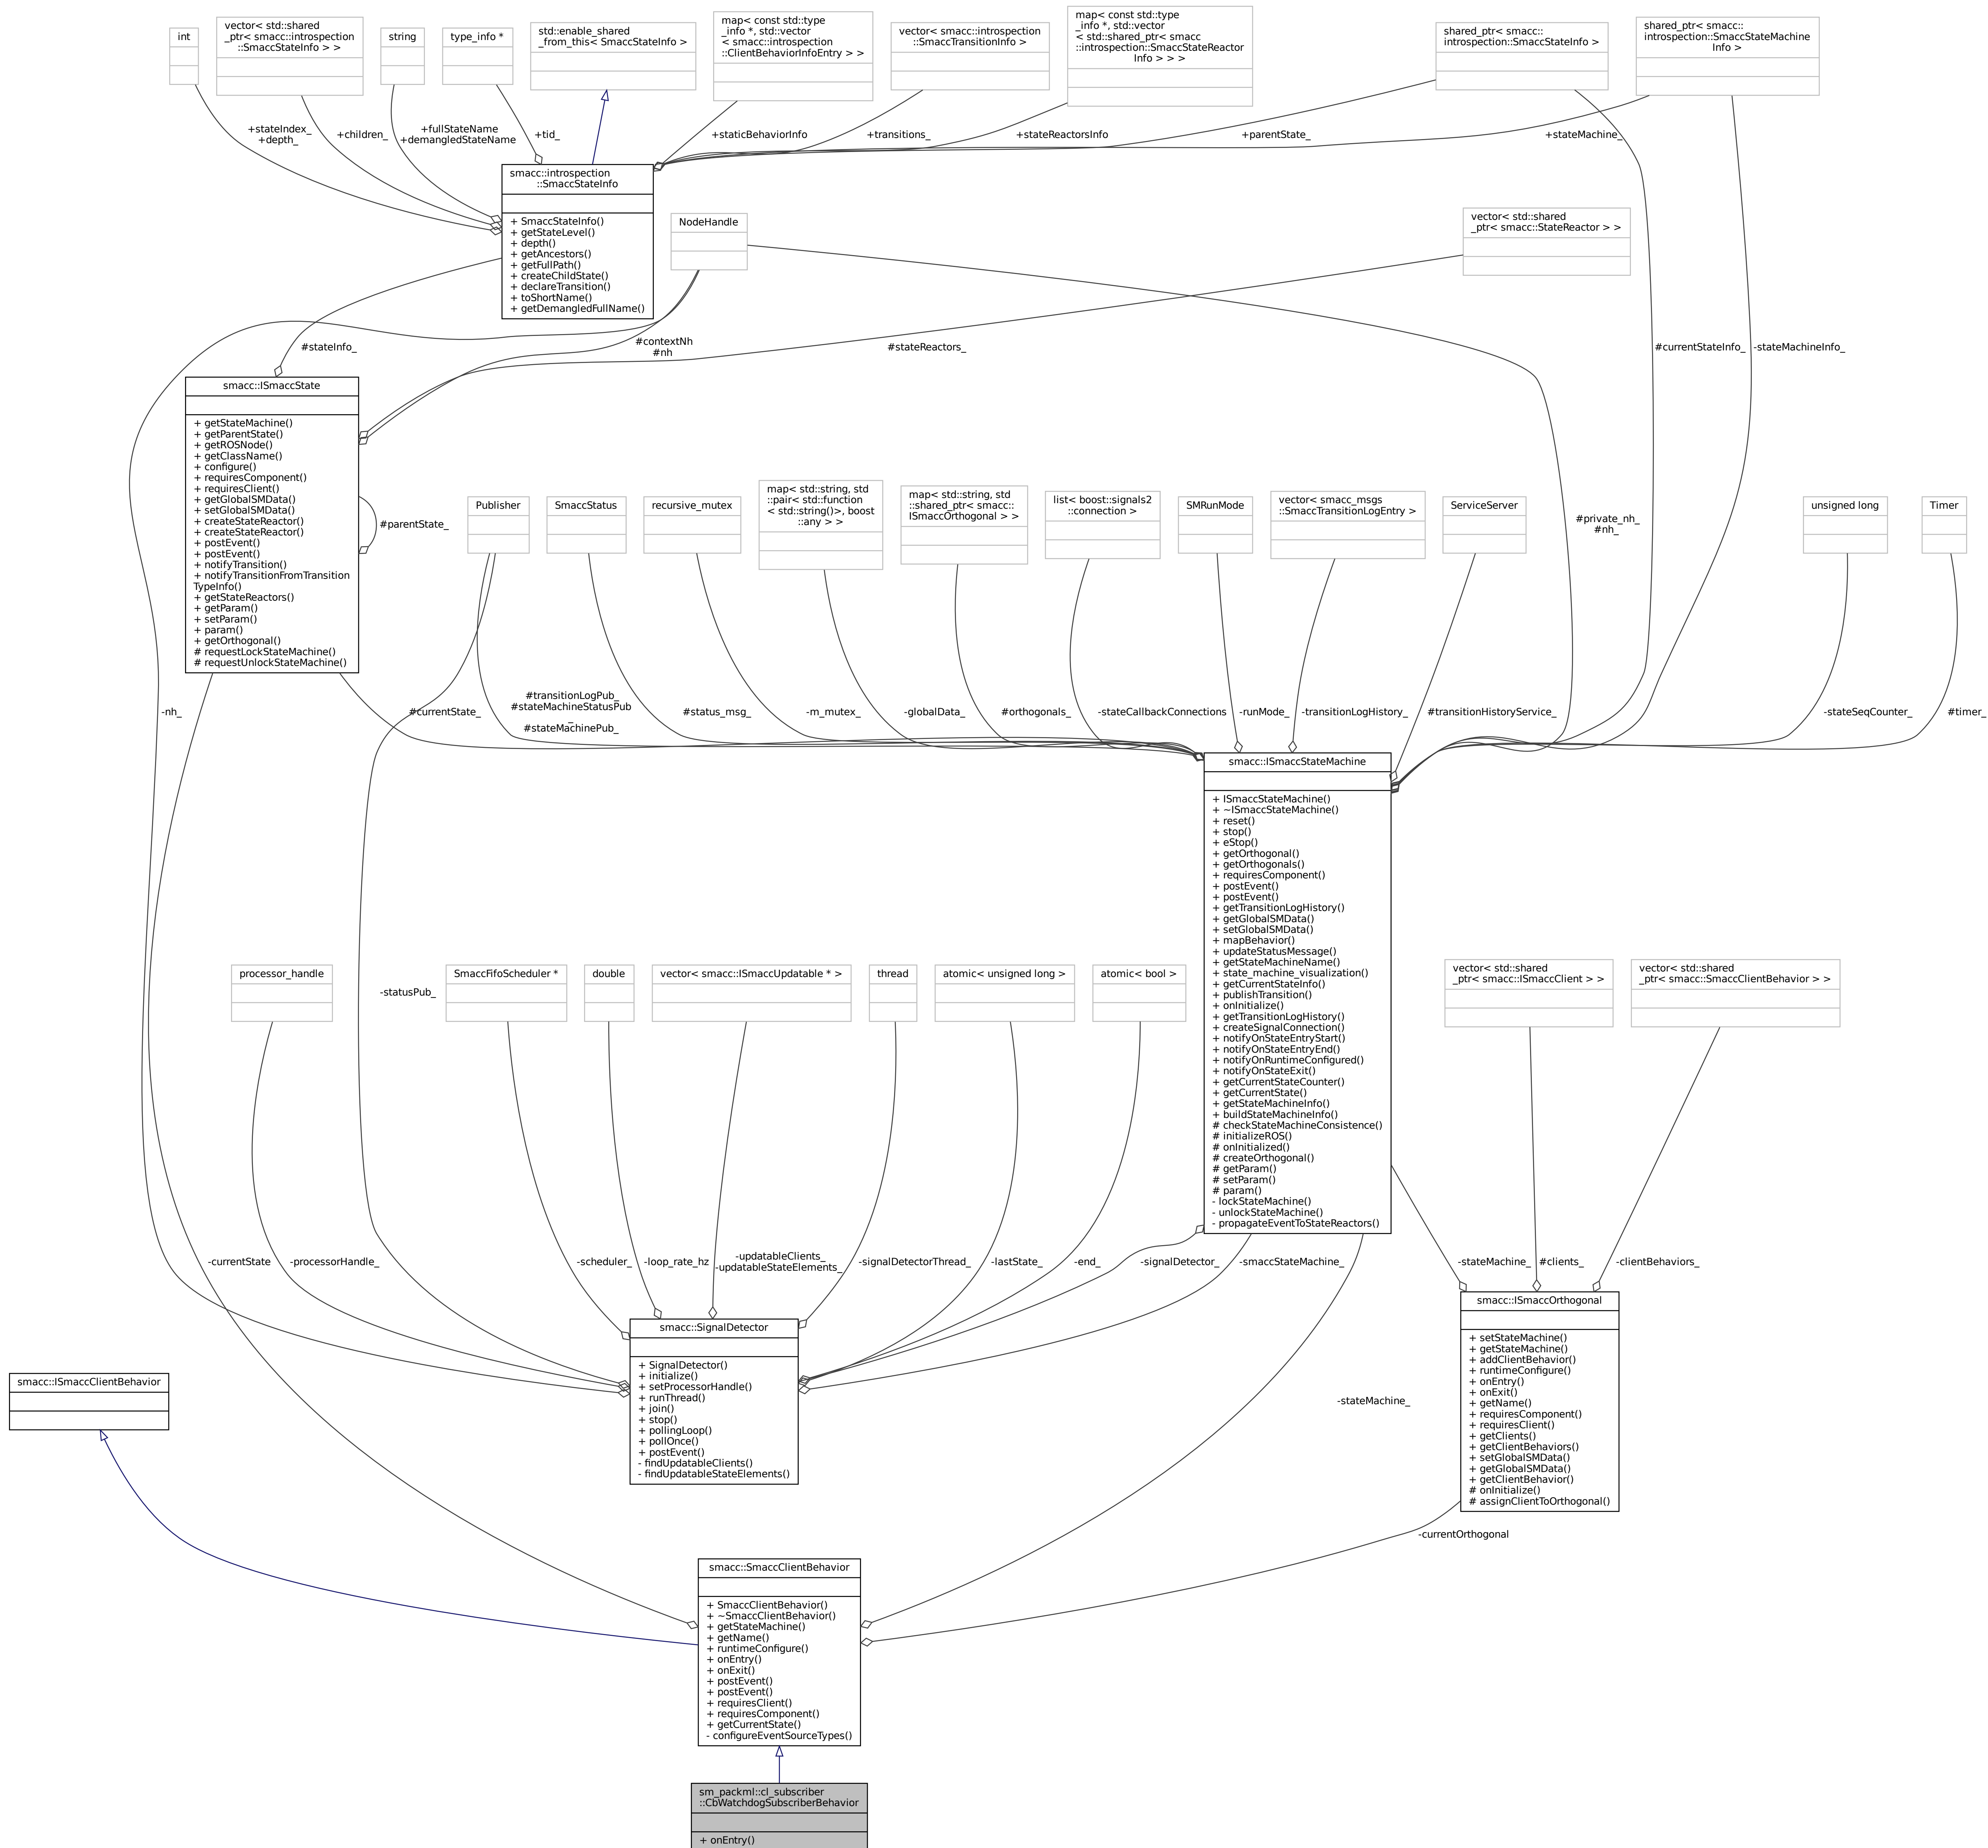 int
vector< std::shared
_ptr< smacc::introspection
::SmaccStateInfo > >
string
type_info *
std::enable_shared
_from_this< SmaccStateInfo >
map< const std::type
_info *, std::vector
< smacc::introspection
::ClientBehaviorInfoEntry > >
vector< smacc::introspection
::SmaccTransitionInfo >
map< const std::type
_info *, std::vector
< std::shared_ptr< smacc
::introspection::SmaccStateReactor
Info > > >
shared_ptr< smacc::
introspection::SmaccStateInfo >
shared_ptr< smacc::
introspection::SmaccStateMachine
Info >
+stateIndex_
+depth_
+children_
+fullStateName
+demangledStateName
+tid_
+staticBehaviorInfo
+transitions_
+stateReactorsInfo
+parentState_
+stateMachine_
smacc::introspection
::SmaccStateInfo
+ SmaccStateInfo()
+ getStateLevel()
+ depth()
+ getAncestors()
+ getFullPath()
+ createChildState()
+ declareTransition()
+ toShortName()
+ getDemangledFullName()
NodeHandle
vector< std::shared
_ptr< smacc::StateReactor > >
#stateInfo_
#contextNh
#nh
#stateReactors_
#currentStateInfo_
-stateMachineInfo_
smacc::ISmaccState
+ getStateMachine()
+ getParentState()
+ getROSNode()
+ getClassName()
+ configure()
+ requiresComponent()
+ requiresClient()
+ getGlobalSMData()
+ setGlobalSMData()
+ createStateReactor()
+ createStateReactor()
+ postEvent()
+ postEvent()
+ notifyTransition()
+ notifyTransitionFromTransition
TypeInfo()
+ getStateReactors()
+ getParam()
+ setParam()
+ param()
+ getOrthogonal()
# requestLockStateMachine()
# requestUnlockStateMachine()
#parentState_
Publisher
SmaccStatus
recursive_mutex
map< std::string, std
::pair< std::function
< std::string()>, boost
::any > >
map< std::string, std
::shared_ptr< smacc::
ISmaccOrthogonal > >
list< boost::signals2
::connection >
SMRunMode
vector< smacc_msgs
::SmaccTransitionLogEntry >
ServiceServer
#private_nh_
#nh_
unsigned long
Timer
-nh_
#currentState_
#transitionLogPub_
#stateMachineStatusPub
_
#stateMachinePub_
#status_msg_
-m_mutex_
-globalData_
#orthogonals_
-stateCallbackConnections
-runMode_
-transitionLogHistory_
#transitionHistoryService_
-stateSeqCounter_
#timer_
smacc::ISmaccStateMachine
+ ISmaccStateMachine()
+ ~ISmaccStateMachine()
+ reset()
+ stop()
+ eStop()
+ getOrthogonal()
+ getOrthogonals()
+ requiresComponent()
+ postEvent()
+ postEvent()
+ getTransitionLogHistory()
+ getGlobalSMData()
+ setGlobalSMData()
+ mapBehavior()
+ updateStatusMessage()
+ getStateMachineName()
+ state_machine_visualization()
+ getCurrentStateInfo()
+ publishTransition()
+ onInitialize()
+ getTransitionLogHistory()
+ createSignalConnection()
+ notifyOnStateEntryStart()
+ notifyOnStateEntryEnd()
+ notifyOnRuntimeConfigured()
+ notifyOnStateExit()
+ getCurrentStateCounter()
+ getCurrentState()
+ getStateMachineInfo()
+ buildStateMachineInfo()
# checkStateMachineConsistence()
# initializeROS()
# onInitialized()
# createOrthogonal()
# getParam()
# setParam()
# param()
- lockStateMachine()
- unlockStateMachine()
- propagateEventToStateReactors()
processor_handle
-statusPub_
SmaccFifoScheduler *
double
vector< smacc::ISmaccUpdatable * >
thread
atomic< unsigned long >
atomic< bool >
vector< std::shared
_ptr< smacc::ISmaccClient > >
vector< std::shared
_ptr< smacc::SmaccClientBehavior > >
-currentState
-processorHandle_
-scheduler_
-loop_rate_hz
-updatableClients_
-updatableStateElements_
-signalDetectorThread_
-lastState_
-end_
-signalDetector_
-smaccStateMachine_
-stateMachine_
#clients_
-clientBehaviors_
smacc::SignalDetector
+ SignalDetector()
+ initialize()
+ setProcessorHandle()
+ runThread()
+ join()
+ stop()
+ pollingLoop()
+ pollOnce()
+ postEvent()
- findUpdatableClients()
- findUpdatableStateElements()
smacc::ISmaccOrthogonal
+ setStateMachine()
+ getStateMachine()
+ addClientBehavior()
+ runtimeConfigure()
+ onEntry()
+ onExit()
+ getName()
+ requiresComponent()
+ requiresClient()
+ getClients()
+ getClientBehaviors()
+ setGlobalSMData()
+ getGlobalSMData()
+ getClientBehavior()
# onInitialize()
# assignClientToOrthogonal()
smacc::ISmaccClientBehavior
-stateMachine_
-currentOrthogonal
smacc::SmaccClientBehavior
+ SmaccClientBehavior()
+ ~SmaccClientBehavior()
+ getStateMachine()
+ getName()
+ runtimeConfigure()
+ onEntry()
+ onExit()
+ postEvent()
+ postEvent()
+ requiresClient()
+ requiresComponent()
+ getCurrentState()
- configureEventSourceTypes()
sm_packml::cl_subscriber
::CbWatchdogSubscriberBehavior
+ onEntry()